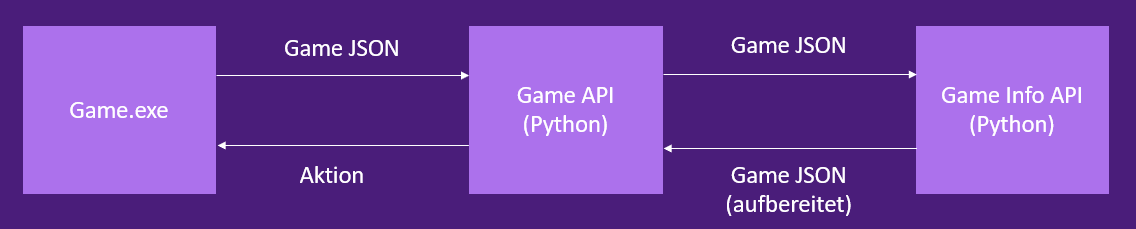 Game.exe
Game JSON
Aktion
Game API
(Python)
Game JSON
Game JSON
(aufbereitet)
Game Info API
(Python)